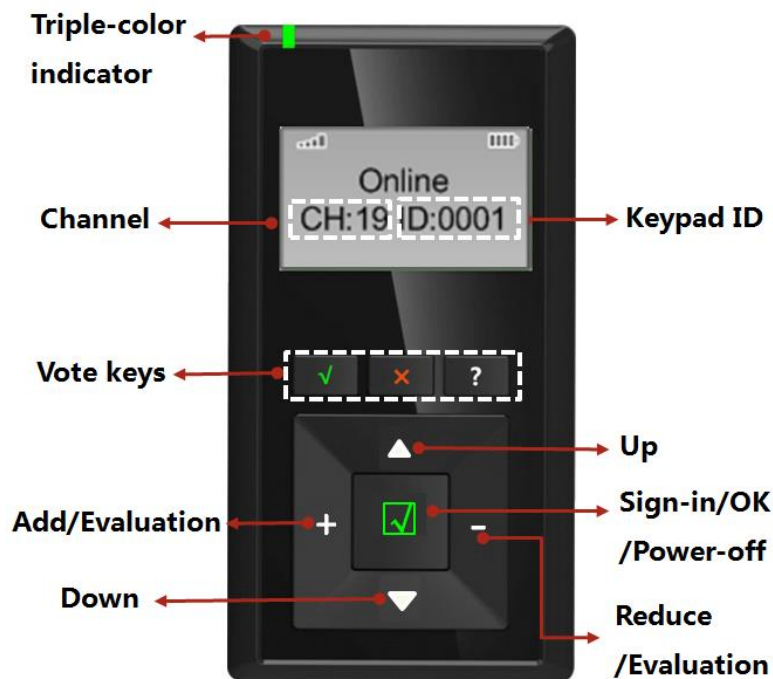 Triple-color
indicator
Online
CH:19 ID:0001
Channel
Keypad ID
Vote keys
√ × ?
Up
Add/Evaluation
+
-
Sign-in/OK
/Power-off
Down
Reduce
/Evaluation